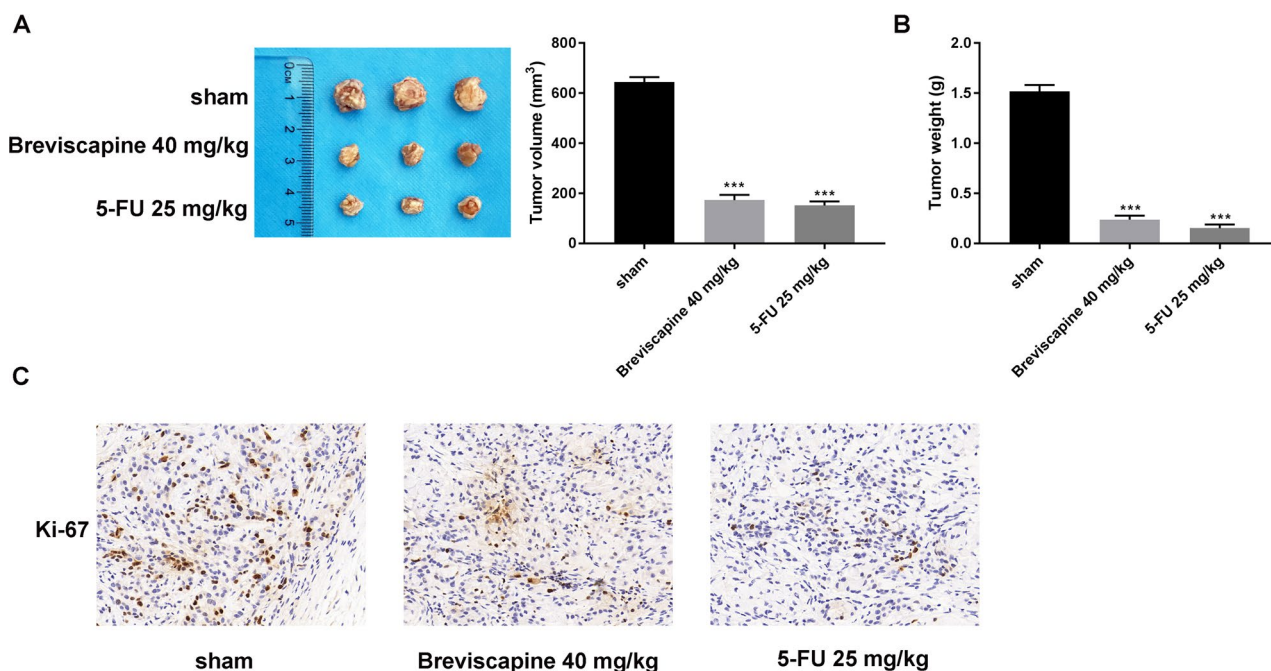 A
sham
Breviscapine 40 mg/kg
5-FU 25 mg/kg
0CM
1
2
3
4
5
Tumor volume (mm³)
800
600
400
200
0
***
***
sham
Breviscapine 40 mg/kg
5-FU 25 mg/kg
B
Tumor weight (g)
2.0
1.5
1.0
0.5
0.0
***
***
sham
Breviscapine 40 mg/kg
5-FU 25 mg/kg
C
Ki-67
sham
Breviscapine 40 mg/kg
5-FU 25 mg/kg